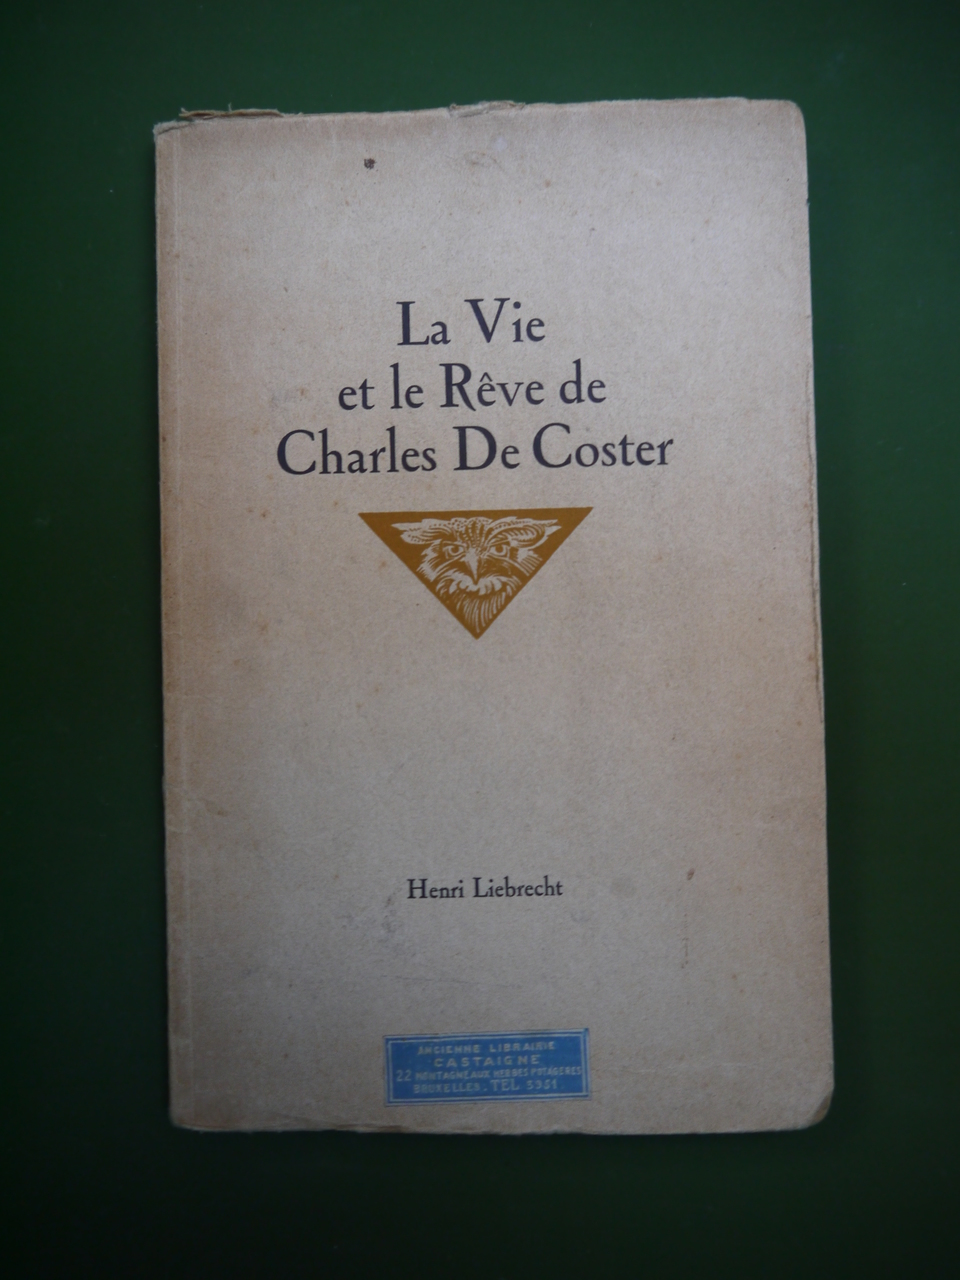 La Vie
et le Rêve de
Charles De Coster
Henri Liebrecht
ANCIENNE LIBRAIRIE
CASTAIGNE
22 MONTAGNE AUX HERBES POTAGÈRES
BRUXELLES. TEL 5951